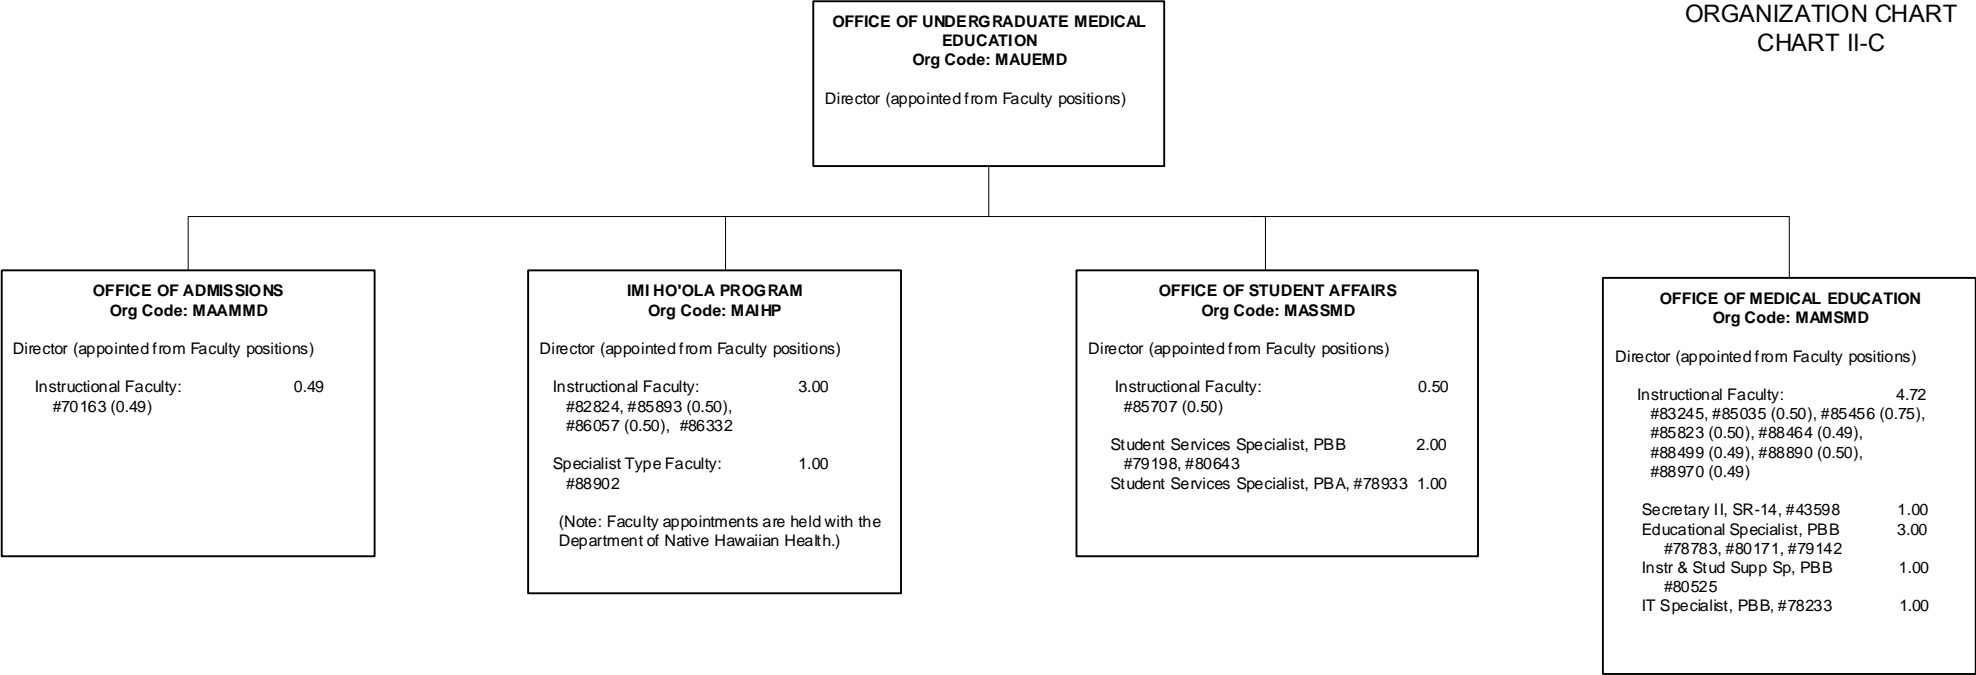 ORGANIZATION CHART
CHART II-C
OFFICE OF UNDERGRADUATE MEDICAL
EDUCATION
Org Code: MAUEMD
Director (appointed from Faculty positions)
OFFICE OF ADMISSIONS
Org Code: MAAMMD
Director (appointed from Faculty positions)
Instructional Faculty: 0.49
#70163 (0.49)
IMI HO'OLA PROGRAM
Org Code: MAIHP
Director (appointed from Faculty positions)
Instructional Faculty: 3.00
#82824, #85893 (0.50),
#86057 (0.50), #86332
Specialist Type Faculty: 1.00
#88902
(Note: Faculty appointments are held with the
Department of Native Hawaiian Health.)
OFFICE OF STUDENT AFFAIRS
Org Code: MASSMD
Director (appointed from Faculty positions)
Instructional Faculty: 0.50
#85707 (0.50)
Student Services Specialist, PBB 2.00
#79198, #80643
Student Services Specialist, PBA, #78933 1.00
OFFICE OF MEDICAL EDUCATION
Org Code: MAMSMD
Director (appointed from Faculty positions)
Instructional Faculty: 4.72
#83245, #85035 (0.50), #85456 (0.75),
#85823 (0.50), #88464 (0.49),
#88499 (0.49), #88890 (0.50),
#88970 (0.49)
Secretary II, SR-14, #43598 1.00
Educational Specialist, PBB 3.00
#78783, #80171, #79142
Instr & Stud Supp Sp, PBB 1.00
#80525
IT Specialist, PBB, #78233 1.00